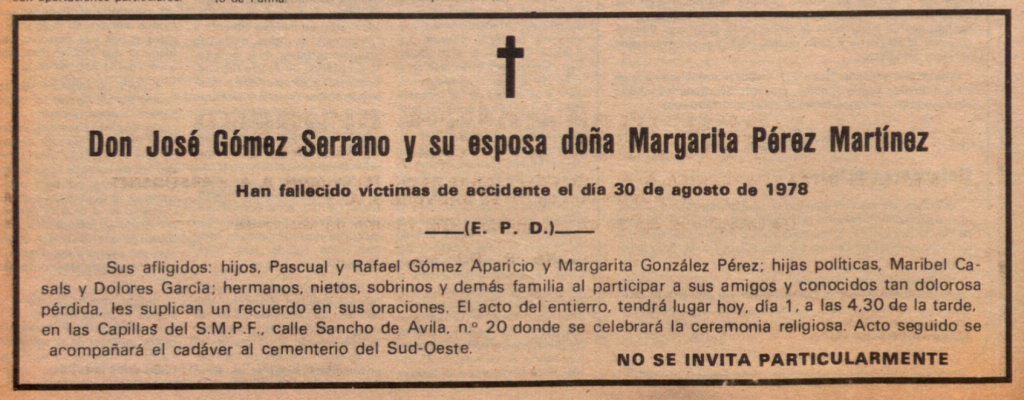 Don José Gómez Serrano y su esposa doña Margarita Pérez Martínez
Han fallecido víctimas de accidente el día 30 de agosto de 1978
(E. P. D.)
Sus afligidos: hijos, Pascual y Rafael Gómez Aparicio y Margarita González Pérez; hijas políticas, Maribel Ca-
sals y Dolores García; hermanos, nietos, sobrinos y demás familia al participar a sus amigos y conocidos tan dolorosa
pérdida, les suplican un recuerdo en sus oraciones. El acto del entierro, tendrá lugar hoy, día 1, a las 4,30 de la tarde,
en las Capillas del S.M.P.F., calle Sancho de Avila, n.º 20 donde se celebrará la ceremonia religiosa. Acto seguido se
acompañará el cadáver al cementerio del Sud-Oeste.
NO SE INVITA PARTICULARMENTE